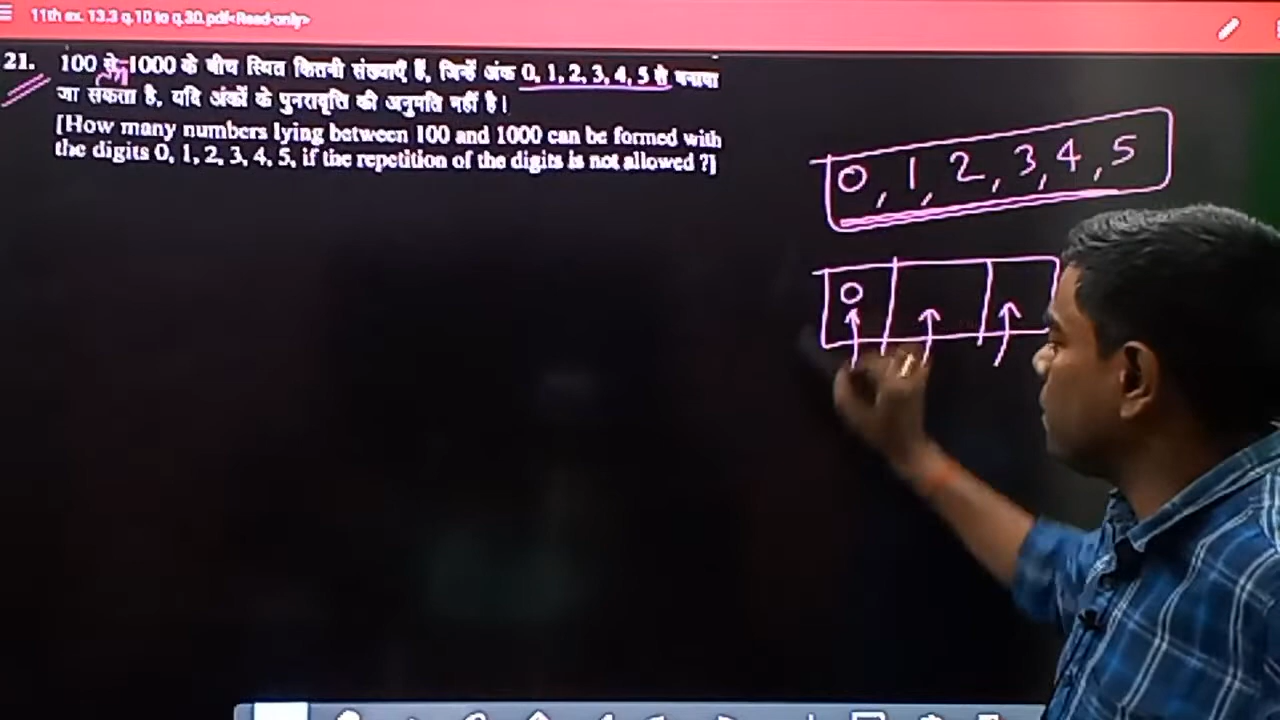 11th ex. 13.3 q.10 to q.30.pdf<Read-only>
21. 100 से 1000 के बीच स्थित कितनी संख्याएँ हैं, जिन्हें अंक 0, 1, 2, 3, 4, 5 से बनाया
जा सकता है, यदि अंकों के पुनरावृत्ति की अनुमति नहीं है।
[How many numbers lying between 100 and 1000 can be formed with
the digits 0, 1, 2, 3, 4, 5, if the repetition of the digits is not allowed ?]
0, 1, 2, 3, 4, 5
0